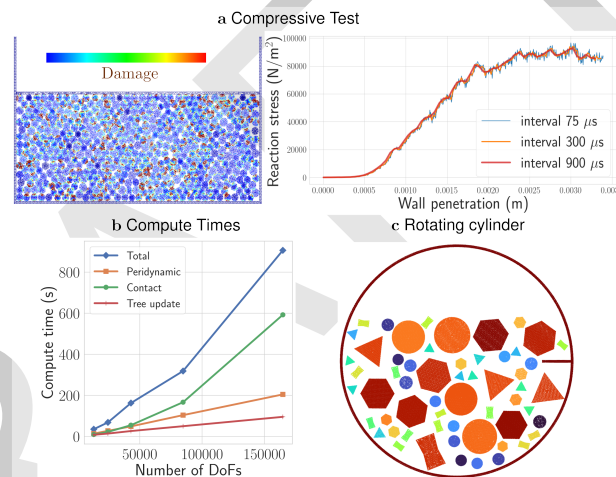 a Compressive Test
Damage
Reaction stress (N/m²)
100000
80000
60000
40000
20000
0
0.0000 0.0005 0.0010 0.0015 0.0020 0.0025 0.0030 0.0035
Wall penetration (m)
interval 75 μs
interval 300 μs
interval 900 μs
b Compute Times
Compute time (s)
800
600
400
200
0
50000 100000 150000
Number of DoFs
Total
Peridynamic
Contact
Tree update
c Rotating cylinder